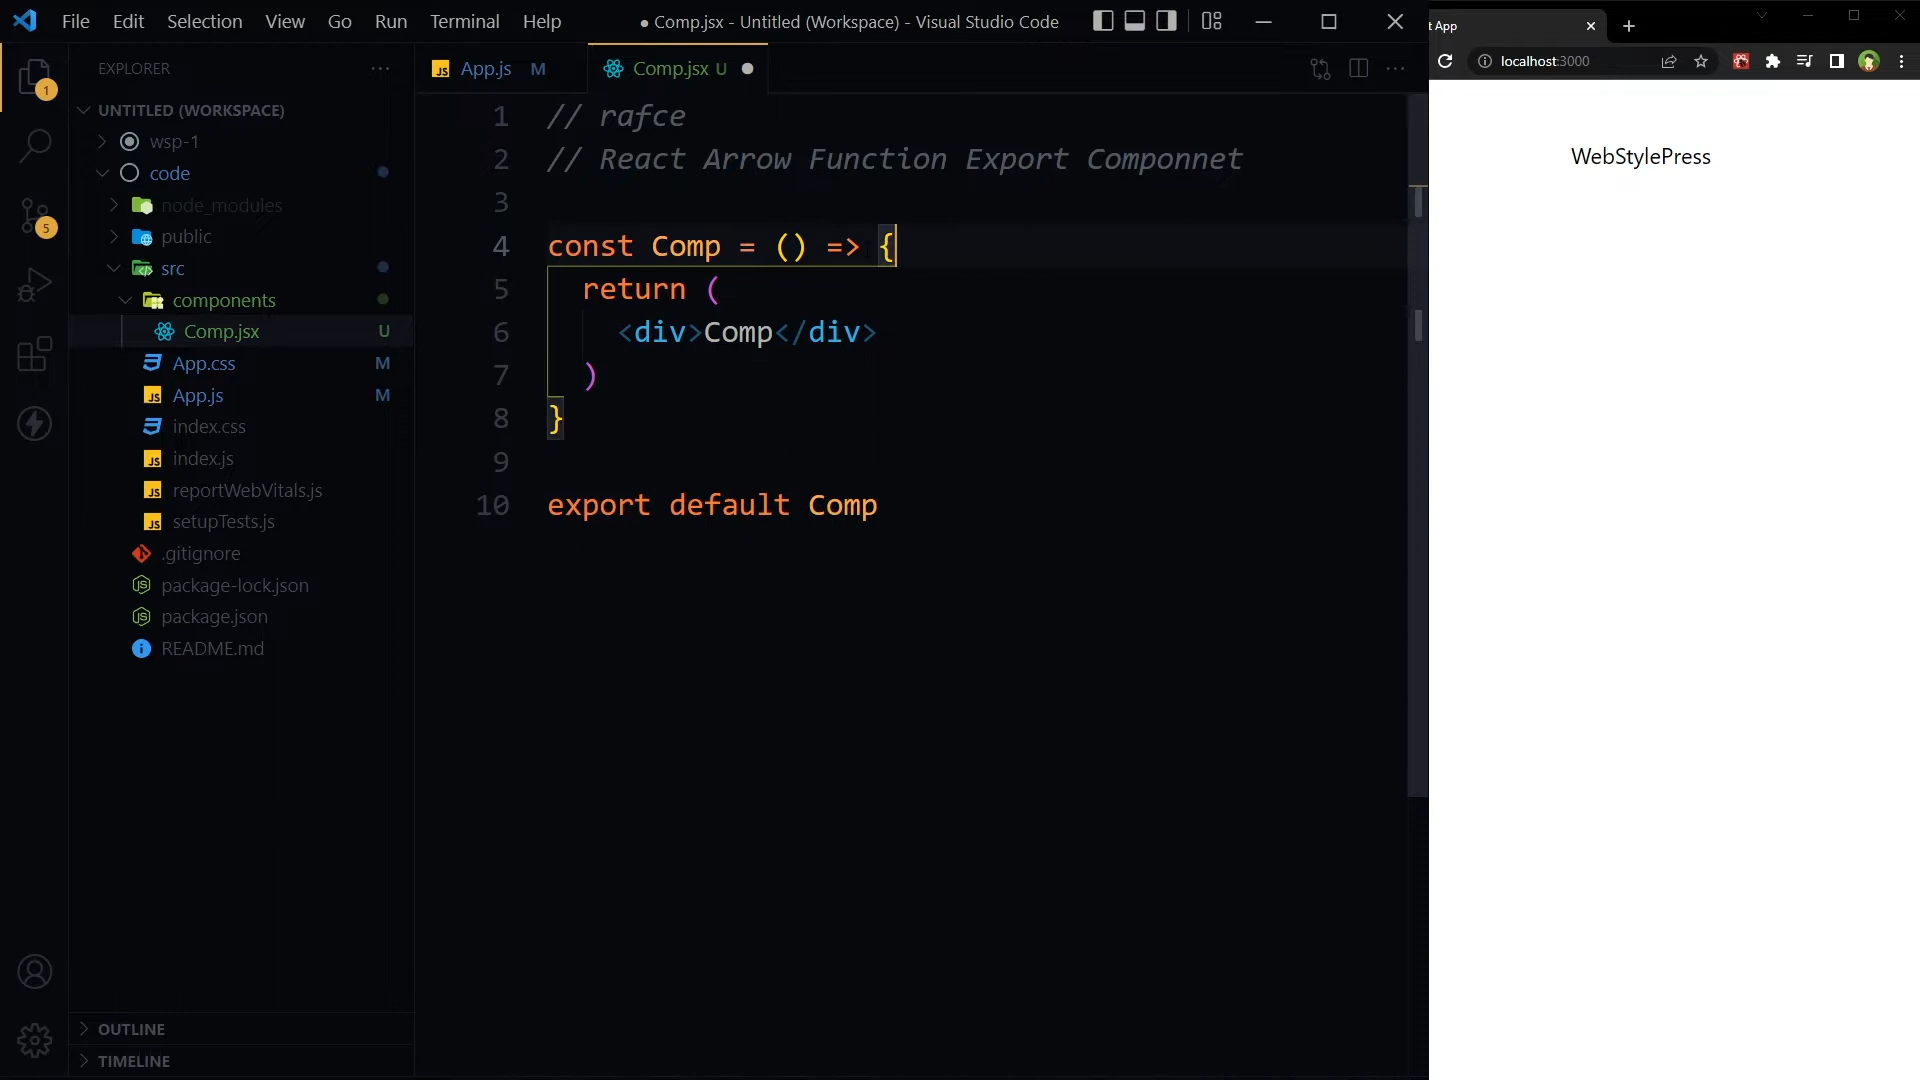 File Edit Selection View Go Run Terminal Help
● Comp.jsx - Untitled (Workspace) - Visual Studio Code
EXPLORER
UNTITLED (WORKSPACE)
wsp-1
code
node_modules
public
src
components
Comp.jsx U
App.css M
App.js M
index.css
index.js
reportWebVitals.js
setupTests.js
.gitignore
package-lock.json
package.json
README.md
OUTLINE
TIMELINE
1
5
App.js M
Comp.jsx U
1 // rafce
2 // React Arrow Function Export Componnet
3
4 const Comp = () => {
5 return (
6 <div>Comp</div>
7 )
8 }
9
10 export default Comp
t App
localhost:3000
WebStylePress